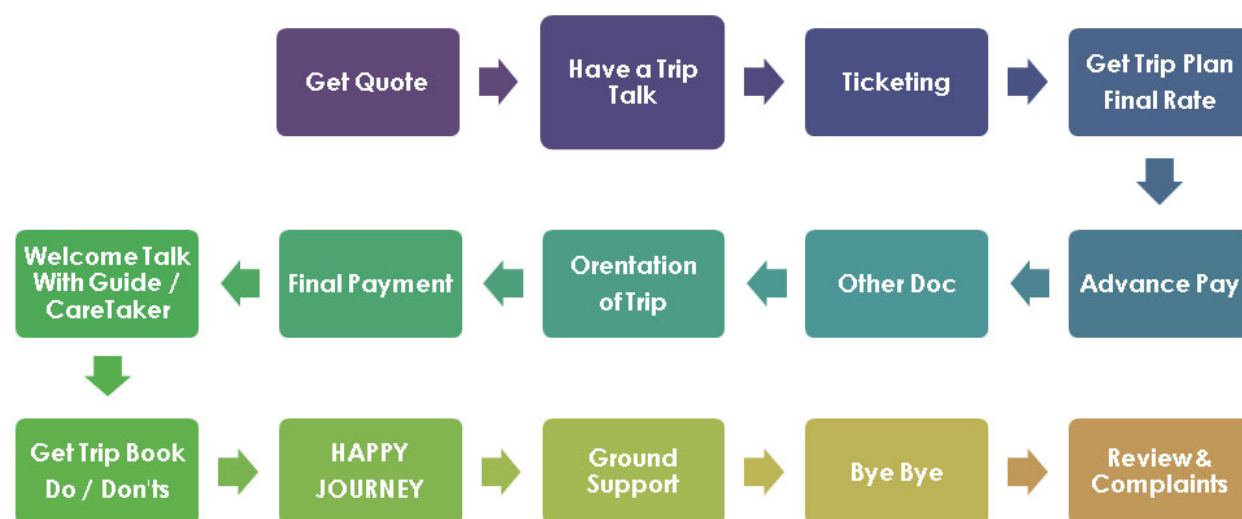 Get Quote
Have a Trip
Talk
Ticketing
Get Trip Plan
Final Rate
Advance Pay
Other Doc
Orentation
of Trip
Final Payment
Welcome Talk
With Guide /
CareTaker
Get Trip Book
Do / Don'ts
HAPPY
JOURNEY
Ground
Support
Bye Bye
Review &
Complaints